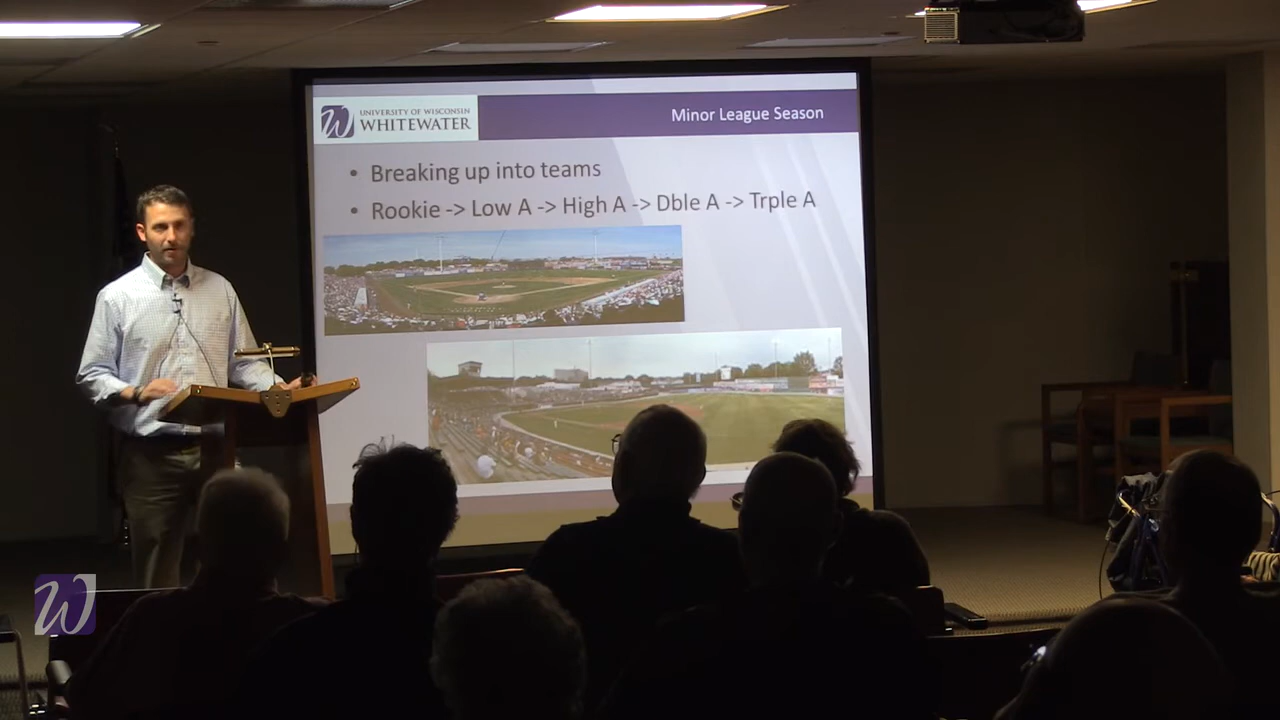 UNIVERSITY OF WISCONSIN
WHITEWATER
Minor League Season
• Breaking up into teams
• Rookie -> Low A -> High A -> Dble A -> Trple A
W